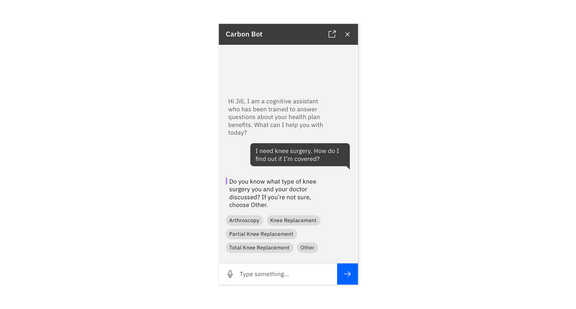 Carbon Bot
Hi Jill, I am a cognitive assistant
who has been trained to answer
questions about your health plan
benefits. What can I help you with
today?
I need knee surgery. How do I
find out if I'm covered?
Do you know what type of knee
surgery you and your doctor
discussed? If you're not sure,
choose Other.
Arthroscopy Knee Replacement
Partial Knee Replacement
Total Knee Replacement Other
Type something...